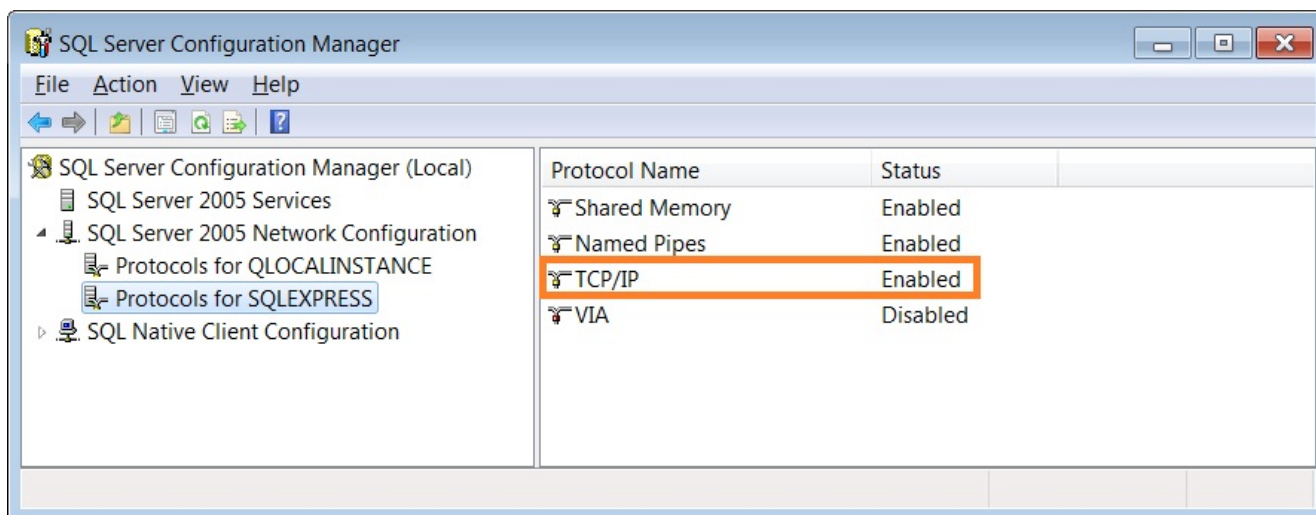 SQL Server Configuration Manager
File Action View Help
SQL Server Configuration Manager (Local)
SQL Server 2005 Services
SQL Server 2005 Network Configuration
Protocols for QLOCALINSTANCE
Protocols for SQLEXPRESS
SQL Native Client Configuration
Protocol Name Status
Shared Memory Enabled
Named Pipes Enabled
TCP/IP Enabled
VIA Disabled